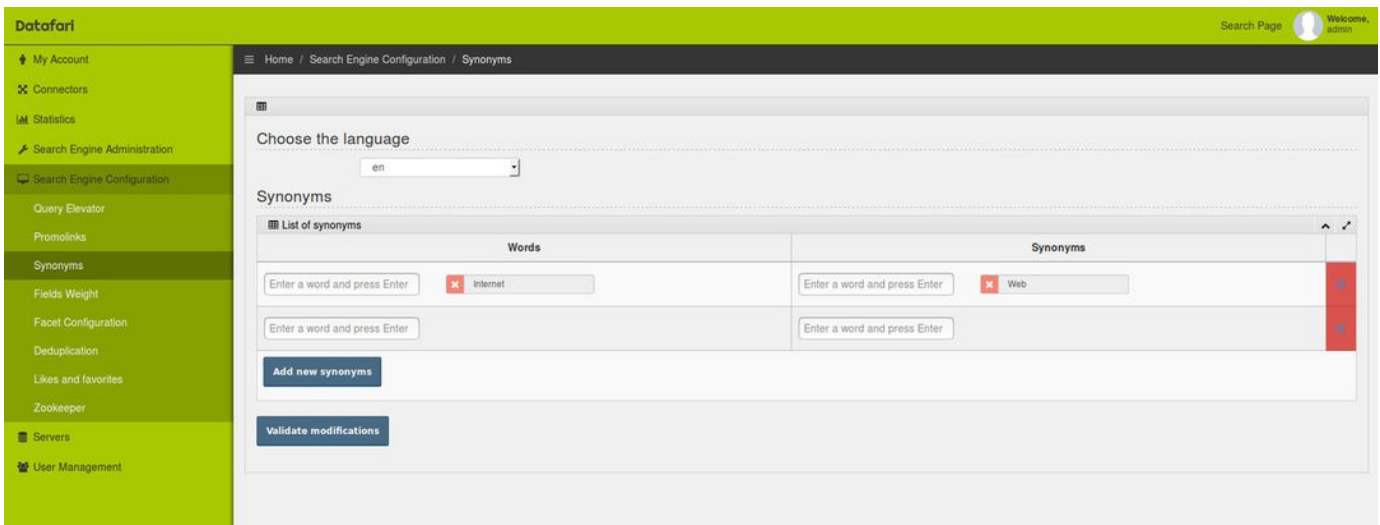 Datafari
Search Page
Welcome,
admin
My Account
Connectors
Statistics
Search Engine Administration
Search Engine Configuration
Query Elevator
Promolinks
Synonyms
Fields Weight
Facet Configuration
Deduplication
Likes and favorites
Zookeeper
Servers
User Management
Home / Search Engine Configuration / Synonyms
Choose the language
en
Synonyms
List of synonyms
Words Synonyms
Enter a word and press Enter Internet Enter a word and press Enter Web
Enter a word and press Enter Enter a word and press Enter
Add new synonyms
Validate modifications